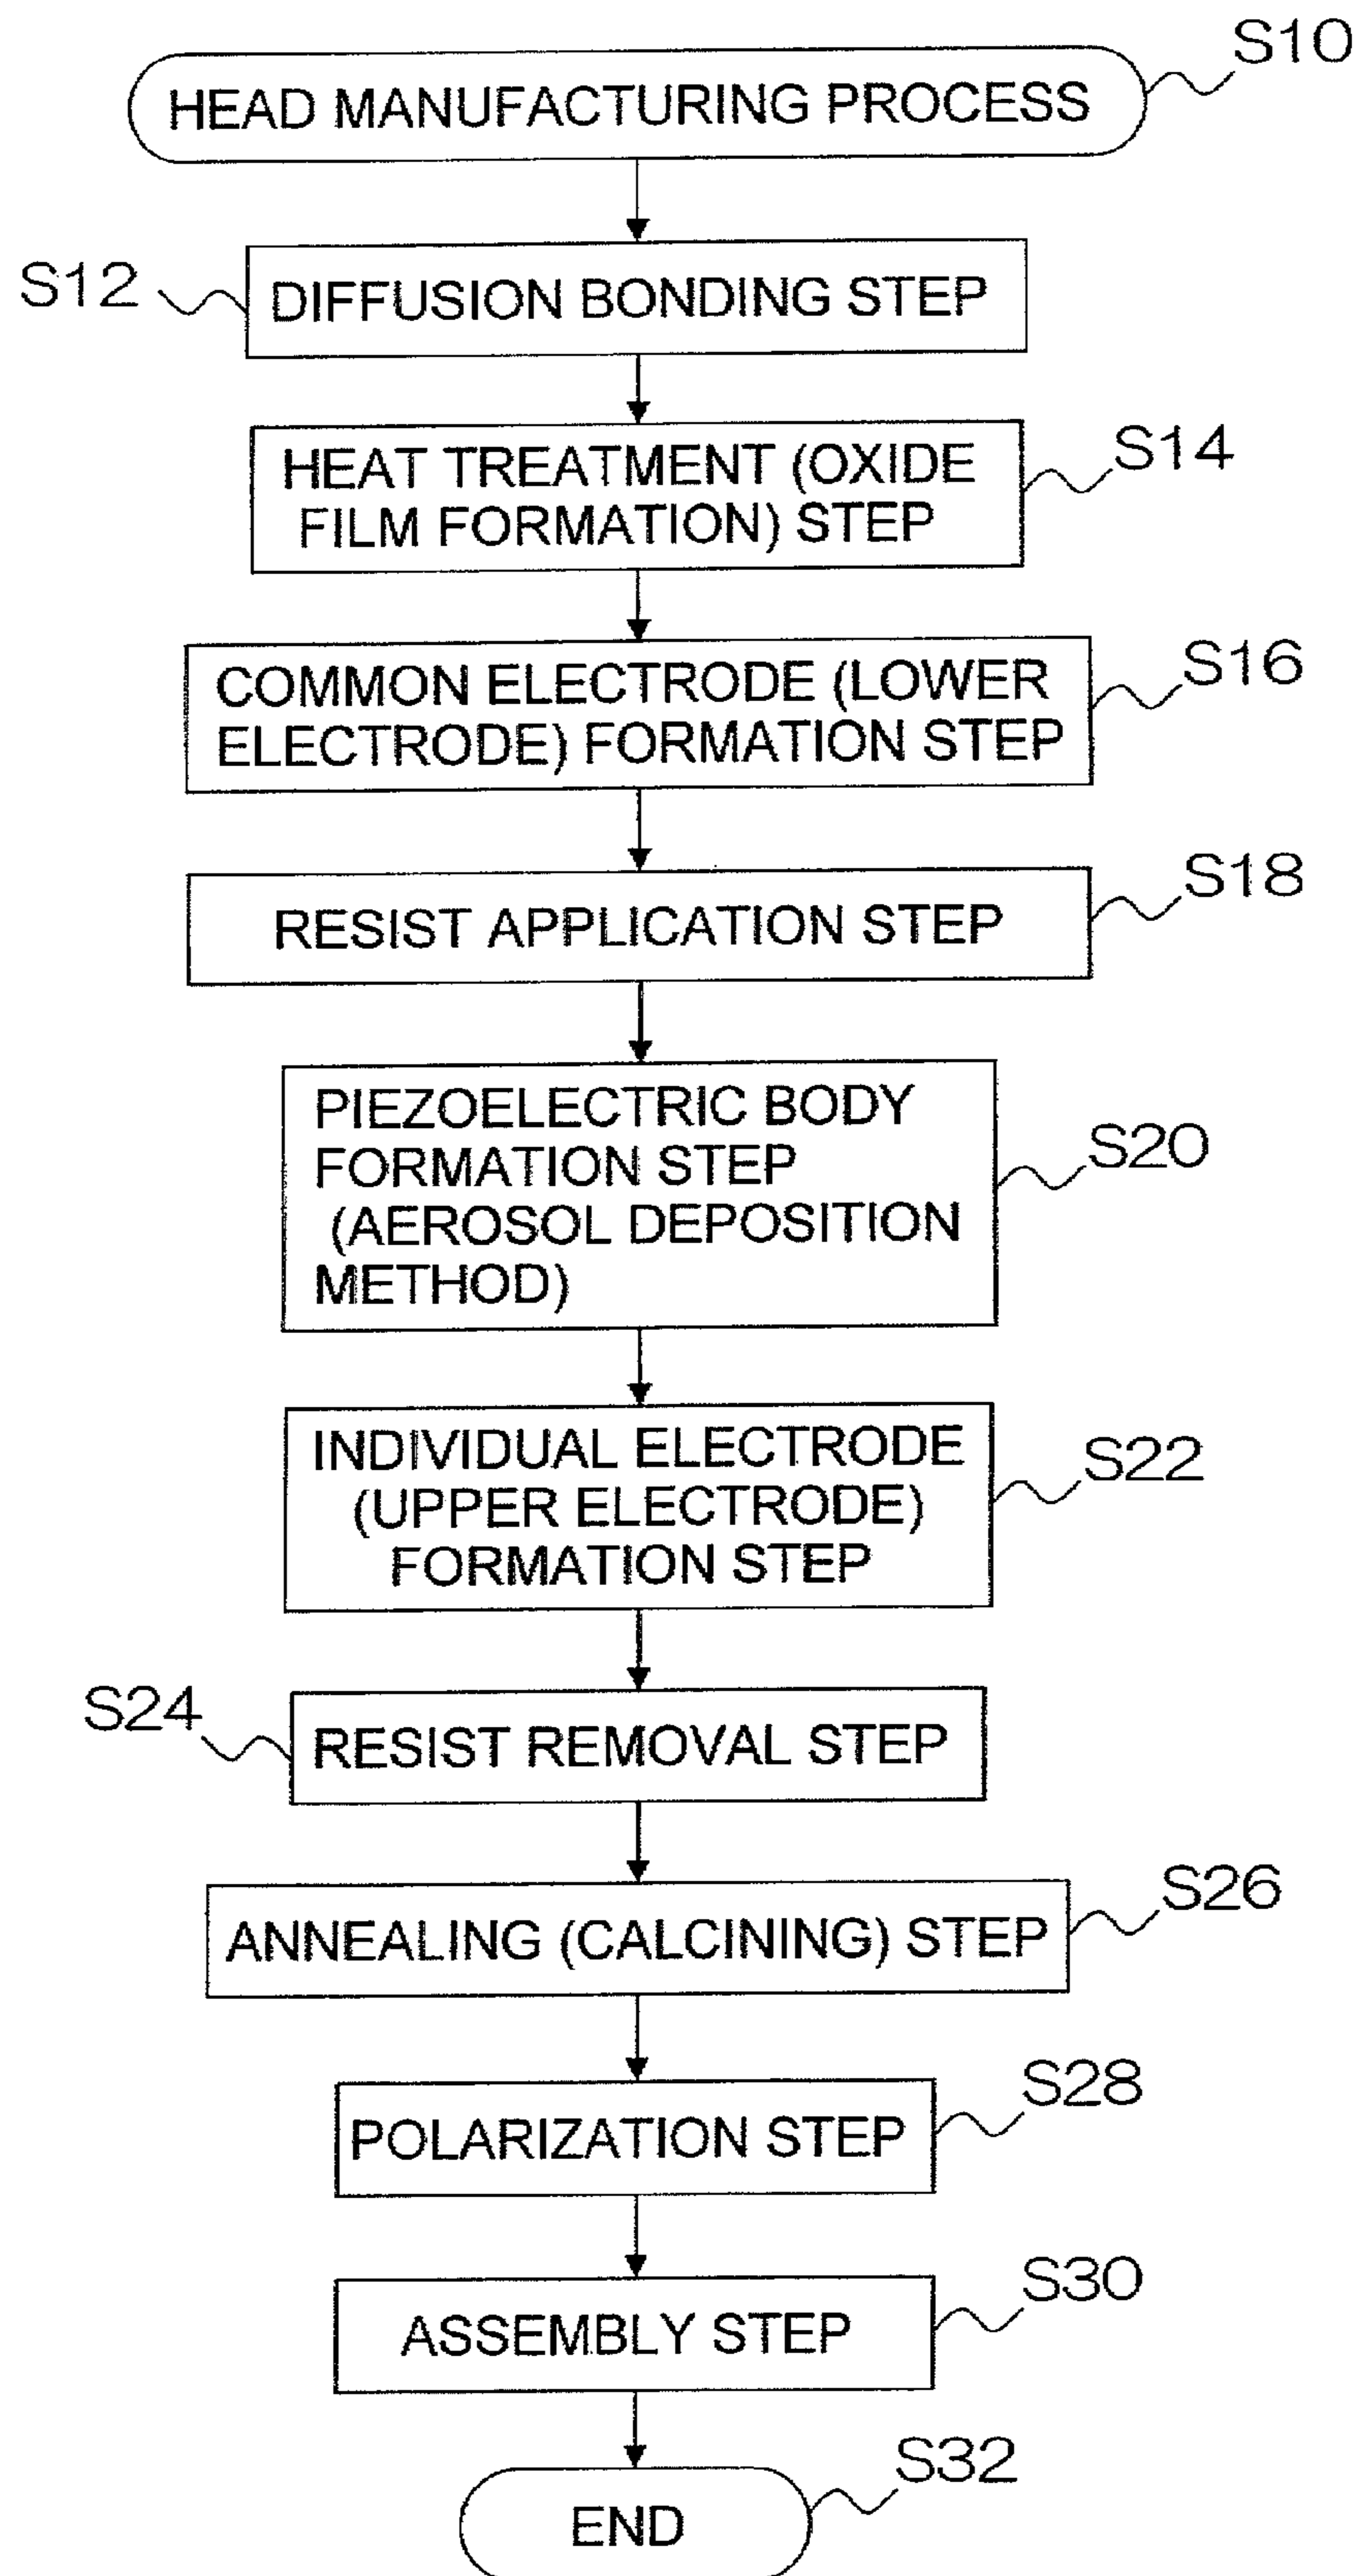 S10
HEAD MANUFACTURING PROCESS
S12
DIFFUSION BONDING STEP
HEAT TREATMENT (OXIDE
FILM FORMATION) STEP
S14
COMMON ELECTRODE (LOWER
ELECTRODE) FORMATION STEP
S16
RESIST APPLICATION STEP
S18
PIEZOELECTRIC BODY
FORMATION STEP
(AEROSOL DEPOSITION
METHOD)
S20
INDIVIDUAL ELECTRODE
(UPPER ELECTRODE)
FORMATION STEP
S22
S24
RESIST REMOVAL STEP
ANNEALING (CALCINING) STEP
S26
POLARIZATION STEP
S28
ASSEMBLY STEP
S30
END
S32